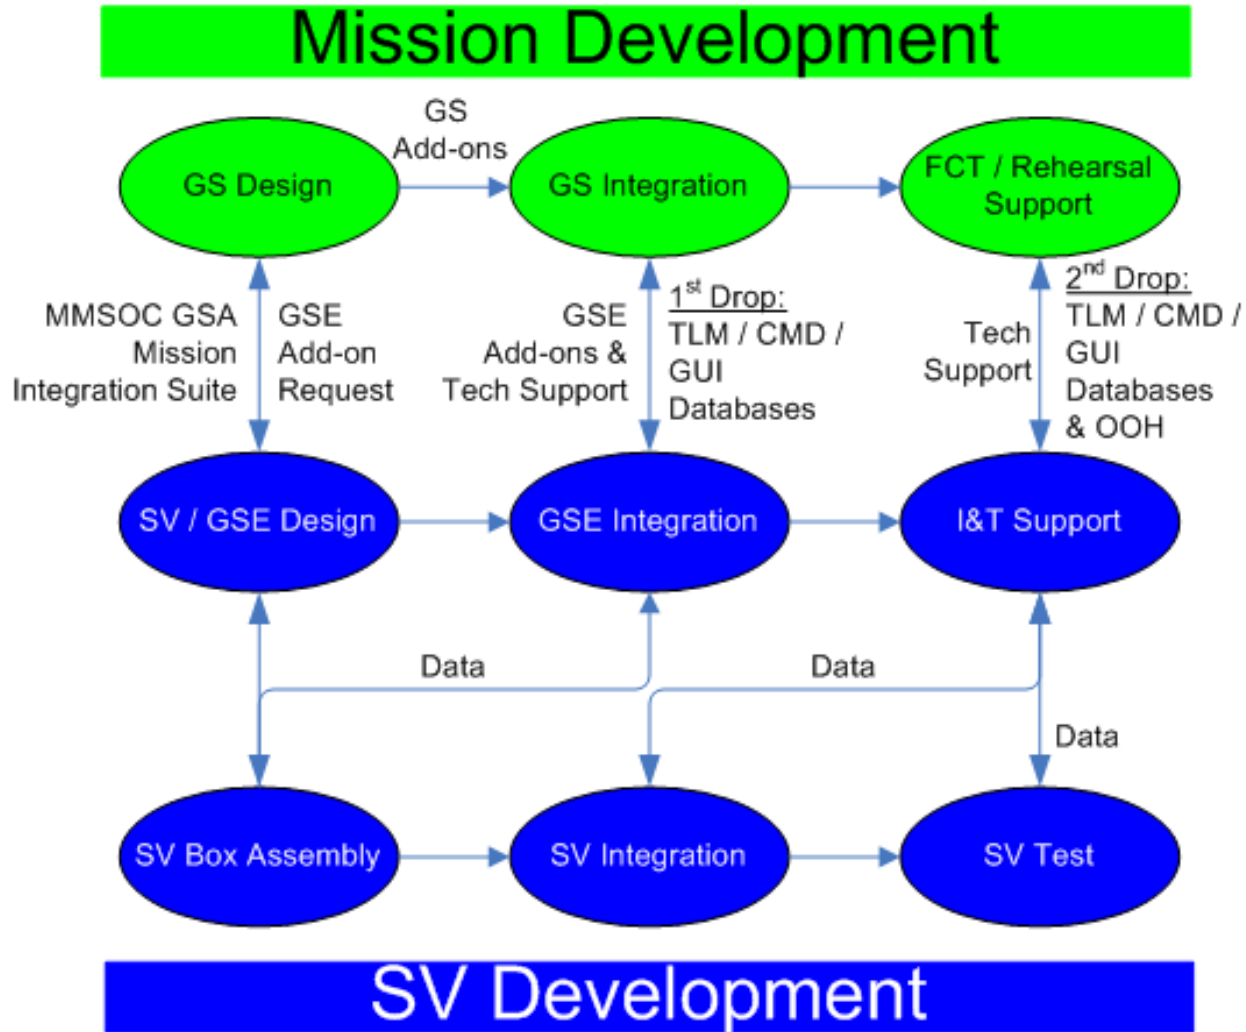 Mission Development
GS
Add-ons
GS Design
GS Integration
FCT / Rehearsal
Support
MMSOC GSA
Mission
Integration Suite
GSE
Add-on
Request
GSE
Add-ons &
Tech Support
1st Drop:
TLM / CMD /
GUI
Databases
Tech
Support
2nd Drop:
TLM / CMD /
GUI
Databases
& OOH
SV / GSE Design
GSE Integration
I&T Support
Data
Data
Data
SV Box Assembly
SV Integration
SV Test
SV Development